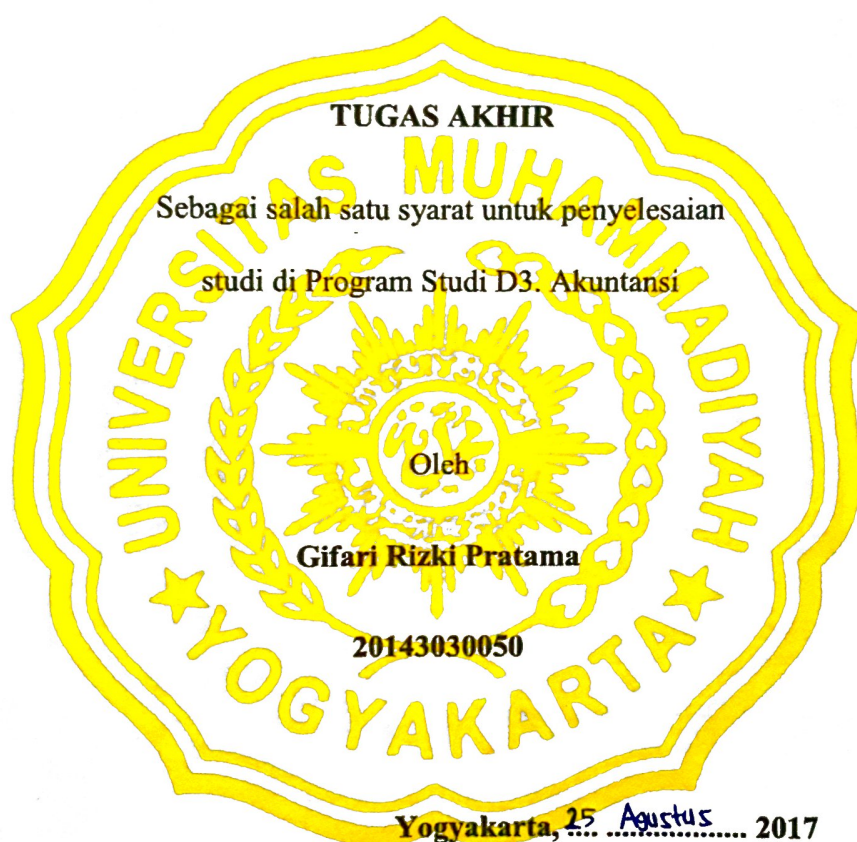 TUGAS AKHIR
UNIVERSITAS MUHAMMADIYAH
Sebagai salah satu syarat untuk penyelesaian
studi di Program Studi D3. Akuntansi
Oleh
Gifari Rizki Pratama
20143030050
YOGYAKARTA
Yogyakarta, 25 Agustus 2017